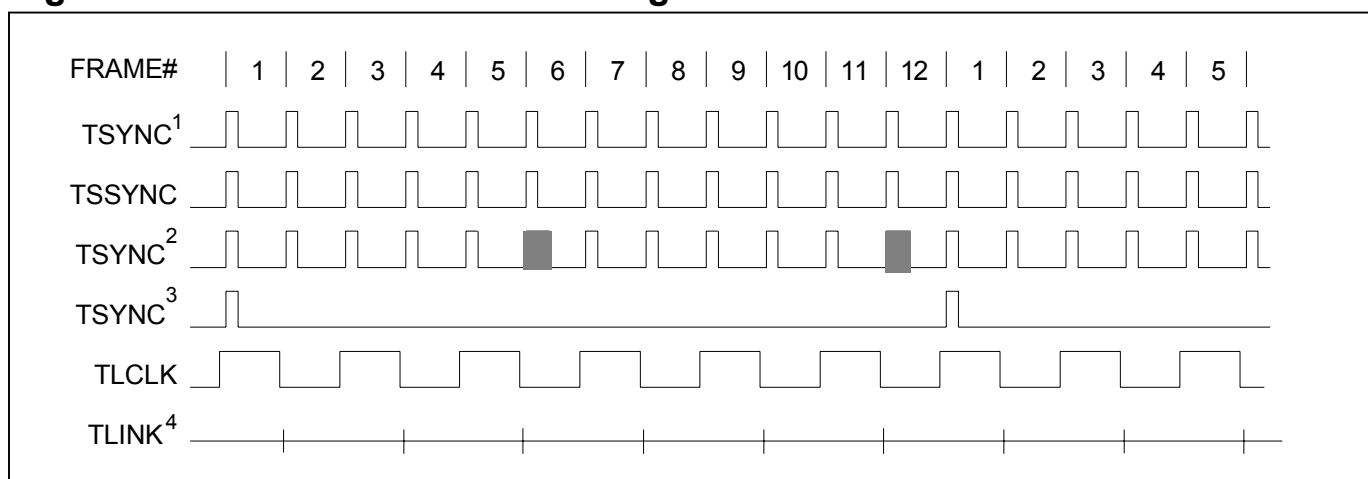 FRAME# 1 2 3 4 5 6 7 8 9 10 11 12 1 2 3 4 5
TSYNC¹
TSSYNC
TSYNC²
TSYNC³
TLCLK
TLINK⁴